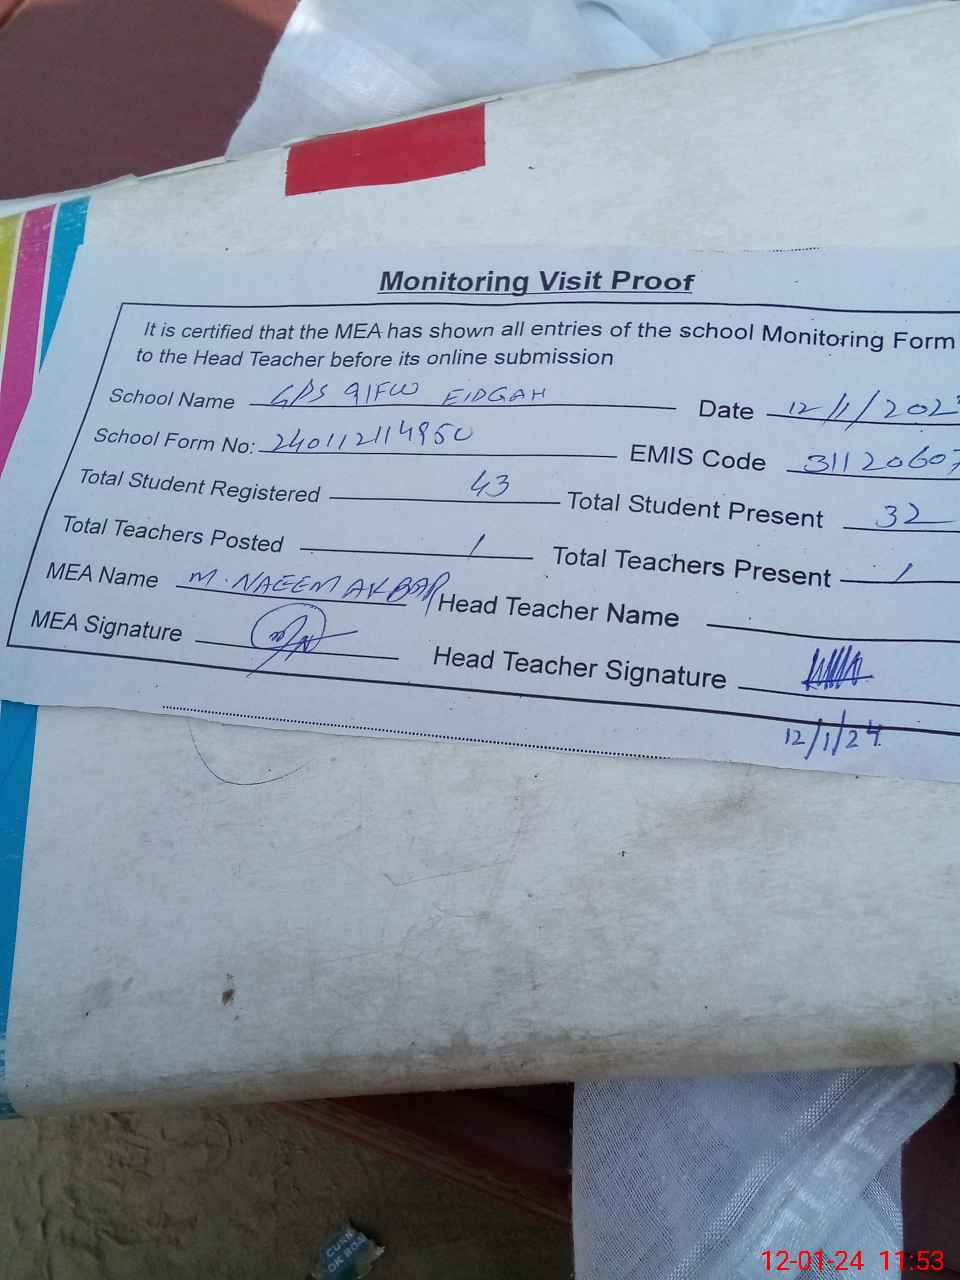 Monitoring Visit Proof
It is certified that the MEA has shown all entries of the school Monitoring Form
to the Head Teacher before its online submission
School Name GPS 91FW EIDGAH Date 12/1/202
School Form No: 240112114950 EMIS Code 31120607
Total Student Registered 43 Total Student Present 32
Total Teachers Posted 1 Total Teachers Present 1
MEA Name M. NAEEM AKBAR Head Teacher Name
MEA Signature Head Teacher Signature
12/1/24
12-01-24 11:53